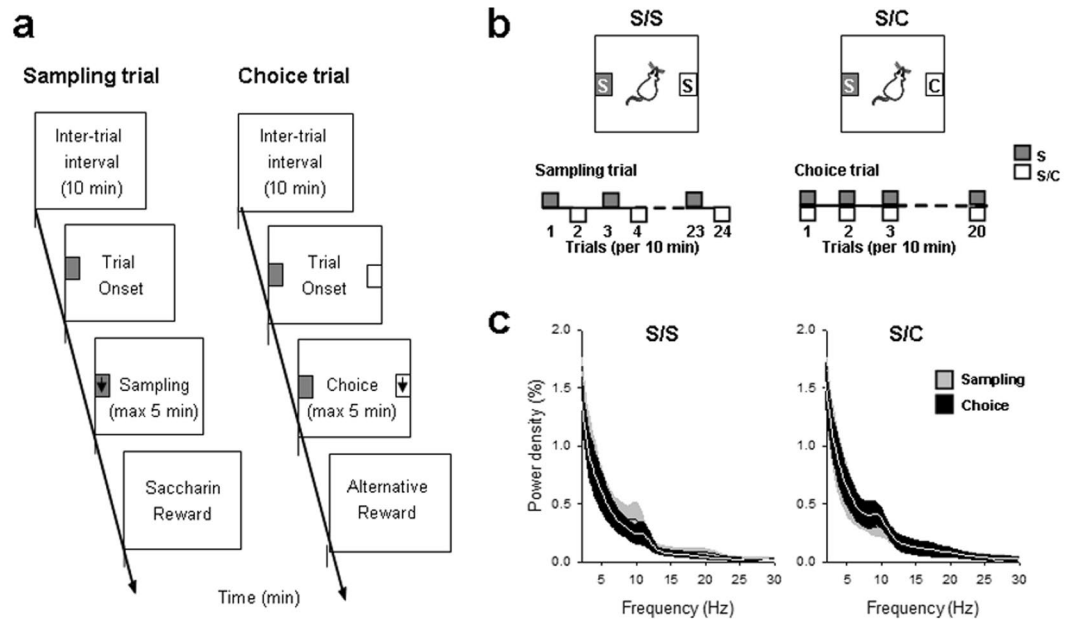 a
Sampling trial
Choice trial
Inter-trial
interval
(10 min)
Inter-trial
interval
(10 min)
Trial
Onset
Trial
Onset
Sampling
(max 5 min)
Choice
(max 5 min)
Saccharin
Reward
Alternative
Reward
Time (min)
b
S/S
S/C
S
S
S
C
S
S/C
Sampling trial
1 2 3 4 23 24
Trials (per 10 min)
Choice trial
1 2 3 20
Trials (per 10 min)
c
S/S
2.0
1.5
1.0
0.5
0.0
Power density (%)
5 10 15 20 25 30
Frequency (Hz)
S/C
2.0
1.5
1.0
0.5
0.0
5 10 15 20 25 30
Frequency (Hz)
Sampling
Choice